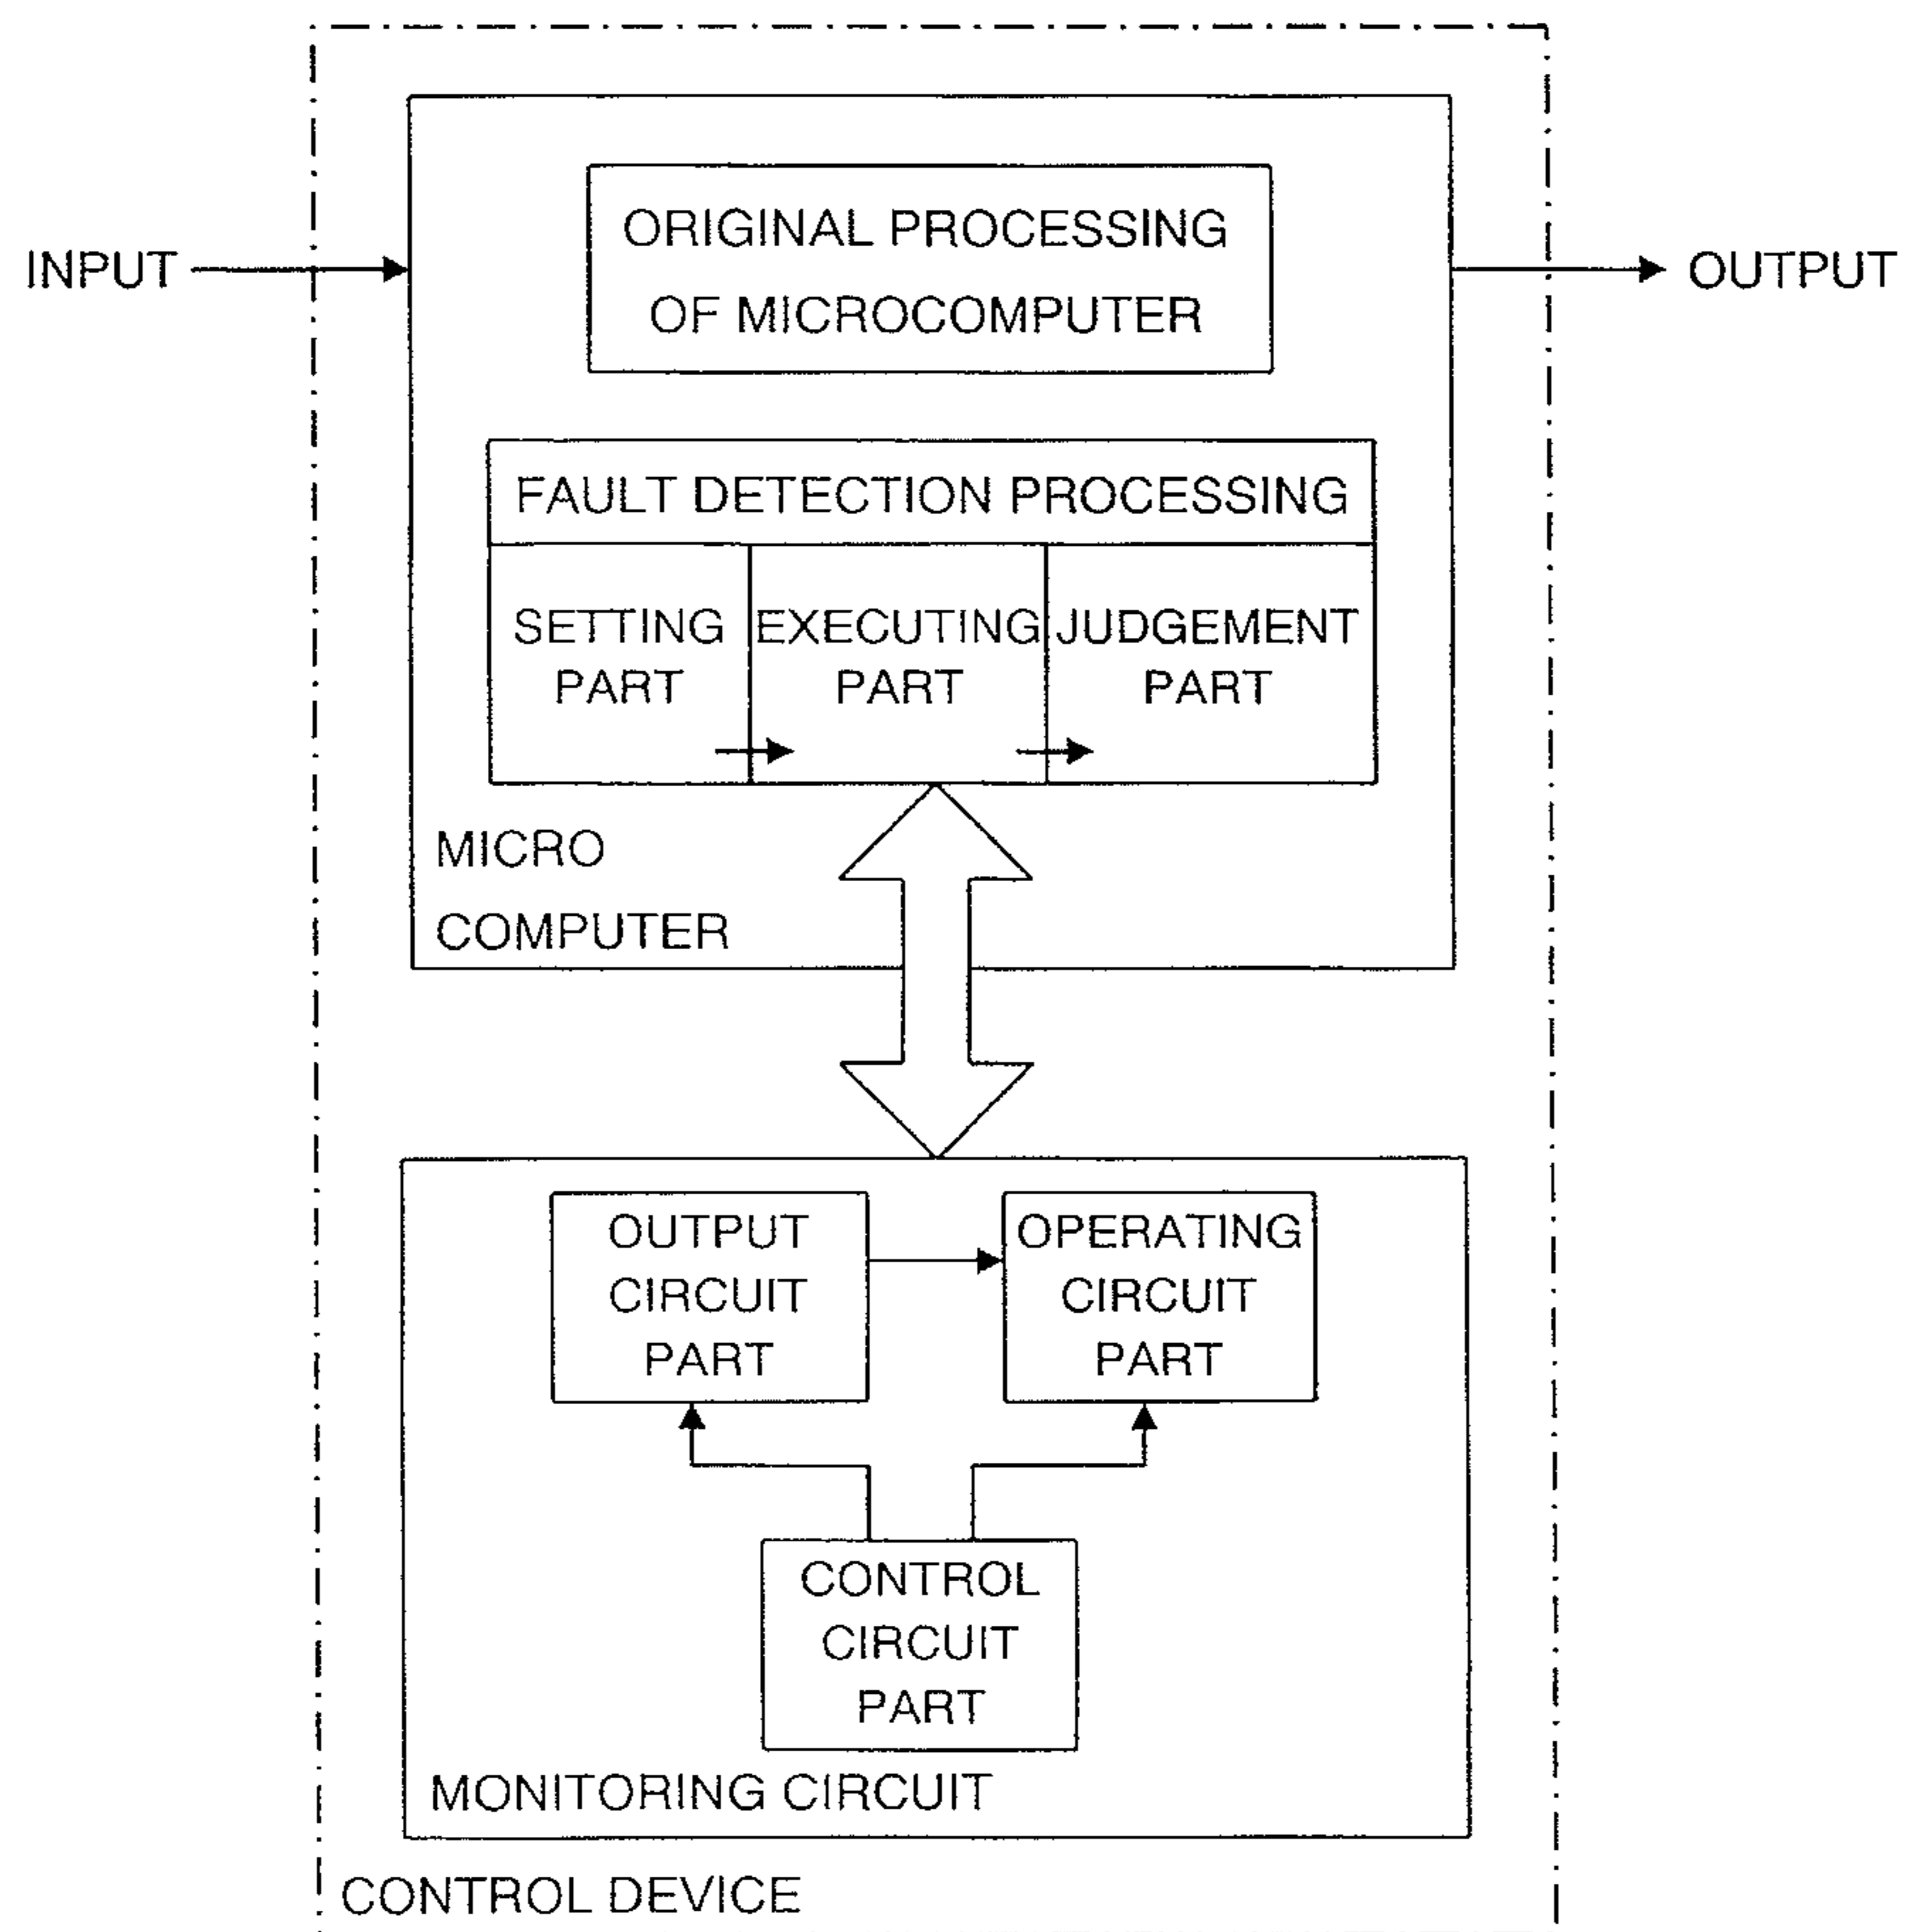 INPUT
ORIGINAL PROCESSING
OF MICROCOMPUTER
OUTPUT
FAULT DETECTION PROCESSING
SETTING
PART
EXECUTING
PART
JUDGEMENT
PART
MICRO
COMPUTER
OUTPUT
CIRCUIT
PART
OPERATING
CIRCUIT
PART
CONTROL
CIRCUIT
PART
MONITORING CIRCUIT
CONTROL DEVICE